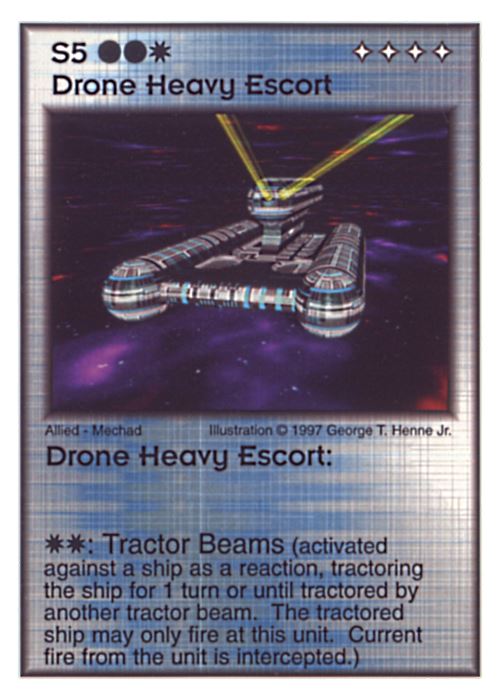 S5
Drone Heavy Escort
Allied - Mechad Illustration © 1997 George T. Henne Jr.
Drone Heavy Escort:
✷✷: Tractor Beams (activated
against a ship as a reaction, tractoring
the ship for 1 turn or until tractored by
another tractor beam. The tractored
ship may only fire at this unit. Current
fire from the unit is intercepted.)